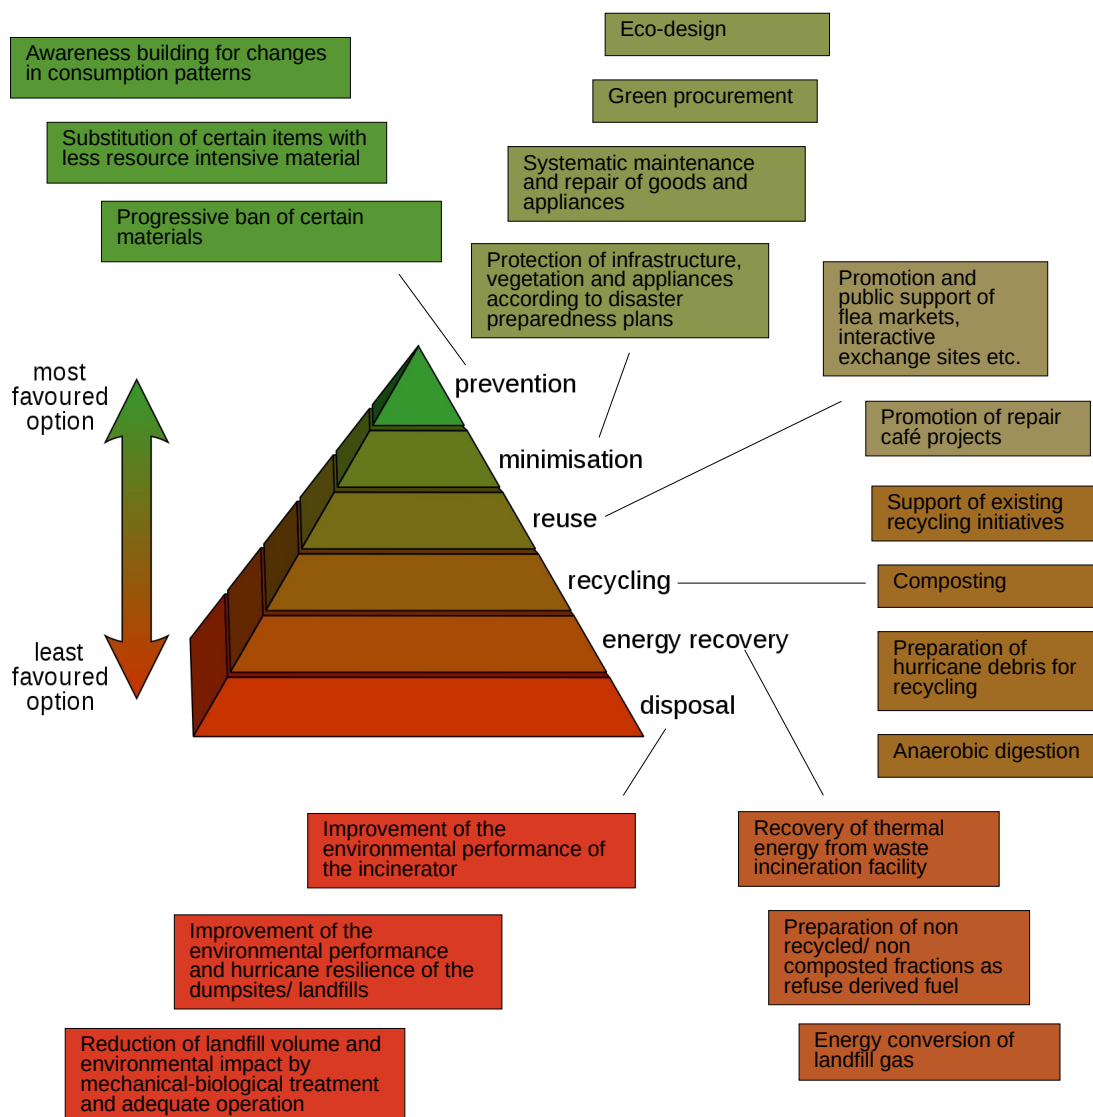 Awareness building for changes
in consumption patterns
Substitution of certain items with
less resource intensive material
Progressive ban of certain
materials
Eco-design
Green procurement
Systematic maintenance
and repair of goods and
appliances
Protection of infrastructure,
vegetation and appliances
according to disaster
preparedness plans
Promotion and
public support of
flea markets,
interactive
exchange sites etc.
Promotion of repair
café projects
Support of existing
recycling initiatives
Composting
Preparation of
hurricane debris for
recycling
Anaerobic digestion
most
favoured
option
least
favoured
option
prevention
minimisation
reuse
recycling
energy recovery
disposal
Improvement of the
environmental performance of
the incinerator
Improvement of the
environmental performance
and hurricane resilience of the
dumpsites/ landfills
Reduction of landfill volume and
environmental impact by
mechanical-biological treatment
and adequate operation
Recovery of thermal
energy from waste
incineration facility
Preparation of non
recycled/ non
composted fractions as
refuse derived fuel
Energy conversion of
landfill gas